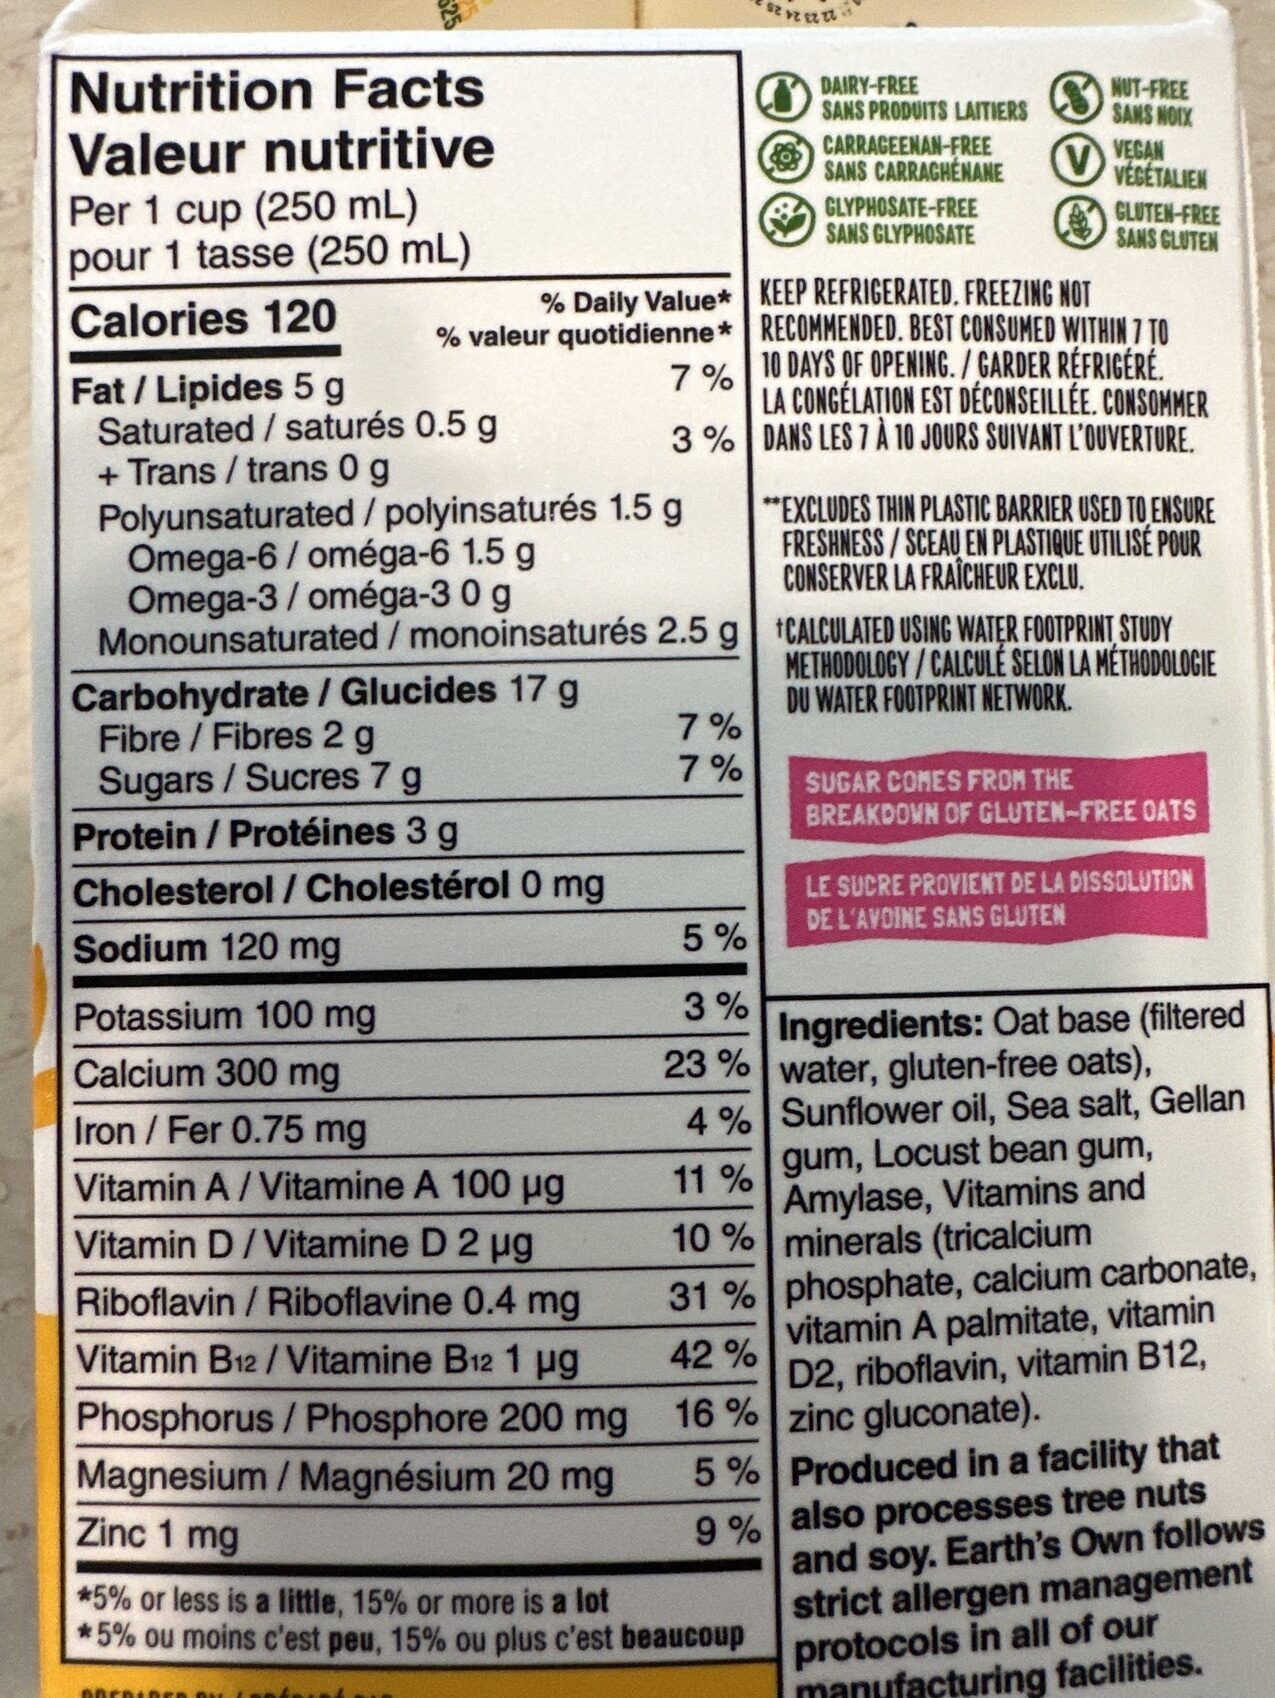 Nutrition Facts
Valeur nutritive
Per 1 cup (250 mL)
pour 1 tasse (250 mL)
Calories 120
% Daily Value*
% valeur quotidienne*
Fat / Lipides 5 g 7 %
Saturated / saturés 0.5 g
+ Trans / trans 0 g 3 %
Polyunsaturated / polyinsaturés 1.5 g
Omega-6 / oméga-6 1.5 g
Omega-3 / oméga-3 0 g
Monounsaturated / monoinsaturés 2.5 g
Carbohydrate / Glucides 17 g
Fibre / Fibres 2 g 7 %
Sugars / Sucres 7 g 7 %
Protein / Protéines 3 g
Cholesterol / Cholestérol 0 mg
Sodium 120 mg 5 %
Potassium 100 mg 3 %
Calcium 300 mg 23 %
Iron / Fer 0.75 mg 4 %
Vitamin A / Vitamine A 100 µg 11 %
Vitamin D / Vitamine D 2 µg 10 %
Riboflavin / Riboflavine 0.4 mg 31 %
Vitamin B12 / Vitamine B12 1 µg 42 %
Phosphorus / Phosphore 200 mg 16 %
Magnesium / Magnésium 20 mg 5 %
Zinc 1 mg 9 %
*5% or less is a little, 15% or more is a lot
*5% ou moins c'est peu, 15% ou plus c'est beaucoup
DAIRY-FREE
SANS PRODUITS LAITIERS
NUT-FREE
SANS NOIX
CARRAGEENAN-FREE
SANS CARRAGHÉNANE
V
VEGAN
VÉGÉTALIEN
GLYPHOSATE-FREE
SANS GLYPHOSATE
GLUTEN-FREE
SANS GLUTEN
KEEP REFRIGERATED. FREEZING NOT
RECOMMENDED. BEST CONSUMED WITHIN 7 TO
10 DAYS OF OPENING. / GARDER RÉFRIGÉRÉ.
LA CONGÉLATION EST DÉCONSEILLÉE. CONSOMMER
DANS LES 7 À 10 JOURS SUIVANT L'OUVERTURE.
**EXCLUDES THIN PLASTIC BARRIER USED TO ENSURE
FRESHNESS / SCEAU EN PLASTIQUE UTILISÉ POUR
CONSERVER LA FRAÎCHEUR EXCLU.
†CALCULATED USING WATER FOOTPRINT STUDY
METHODOLOGY / CALCULÉ SELON LA MÉTHODOLOGIE
DU WATER FOOTPRINT NETWORK.
SUGAR COMES FROM THE
BREAKDOWN OF GLUTEN-FREE OATS
LE SUCRE PROVIENT DE LA DISSOLUTION
DE L'AVOINE SANS GLUTEN
Ingredients: Oat base (filtered
water, gluten-free oats),
Sunflower oil, Sea salt, Gellan
gum, Locust bean gum,
Amylase, Vitamins and
minerals (tricalcium
phosphate, calcium carbonate,
vitamin A palmitate, vitamin
D2, riboflavin, vitamin B12,
zinc gluconate).
Produced in a facility that
also processes tree nuts
and soy. Earth's Own follows
strict allergen management
protocols in all of our
manufacturing facilities.